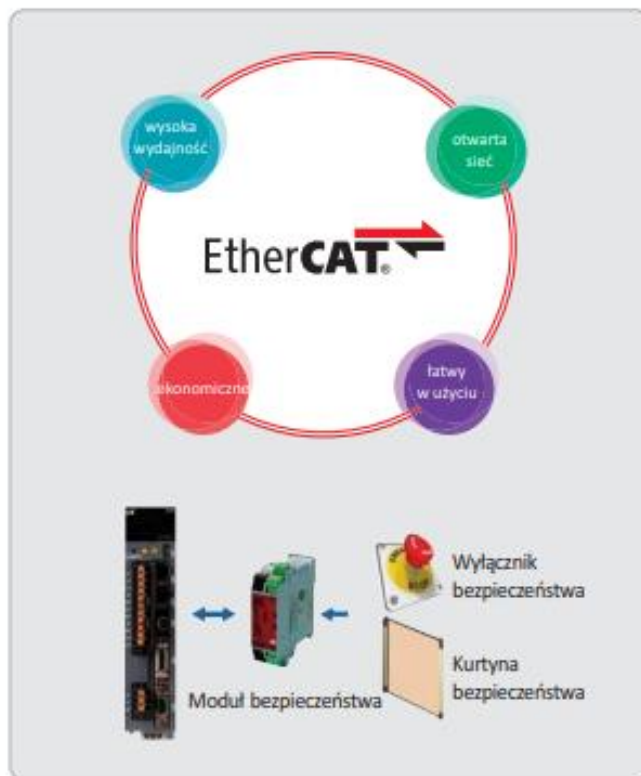 wysoka
wydajność
otwarta
sieć
EtherCAT®
ekonomiczne
łatwy
w użyciu
Wyłącznik
bezpieczeństwa
Moduł bezpieczeństwa
Kurtyna
bezpieczeństwa